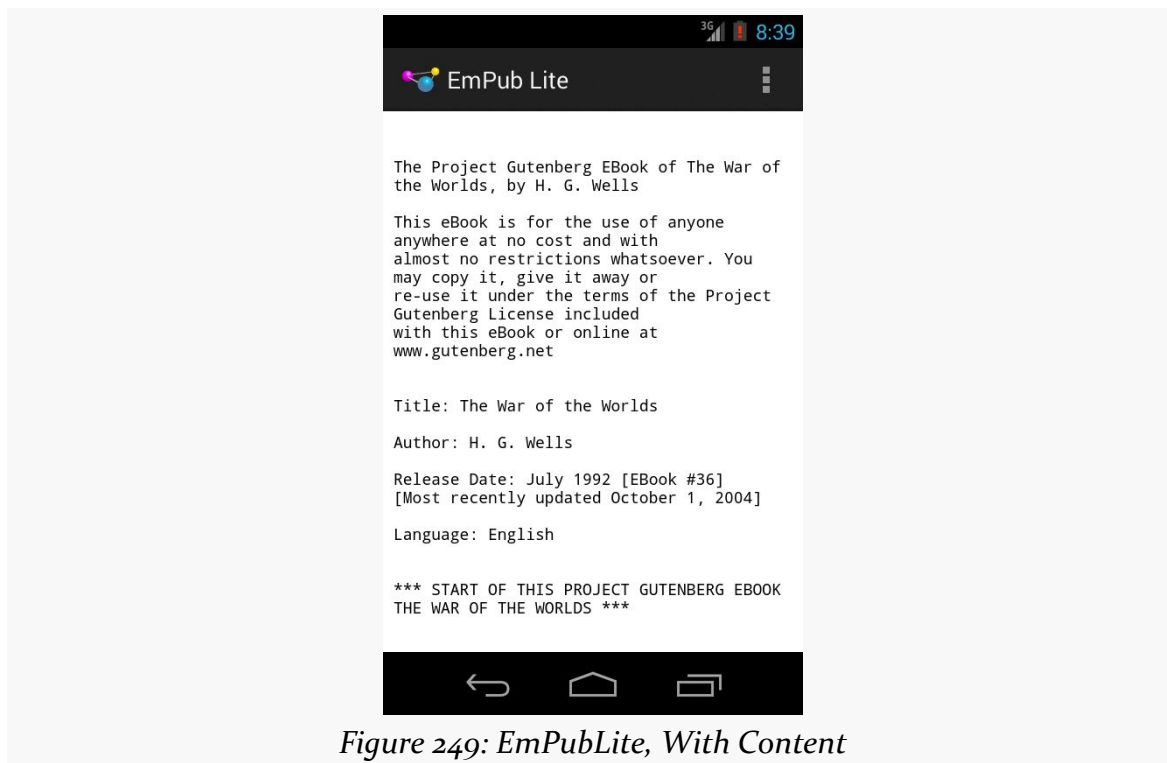 3G 8:39
EmPub Lite
The Project Gutenberg EBook of The War of
the Worlds, by H. G. Wells
This eBook is for the use of anyone
anywhere at no cost and with
almost no restrictions whatsoever. You
may copy it, give it away or
re-use it under the terms of the Project
Gutenberg License included
with this eBook or online at
www.gutenberg.net
Title: The War of the Worlds
Author: H. G. Wells
Release Date: July 1992 [EBook #36]
[Most recently updated October 1, 2004]
Language: English
*** START OF THIS PROJECT GUTENBERG EBOOK
THE WAR OF THE WORLDS ***
Figure 249: EmPubLite, With Content